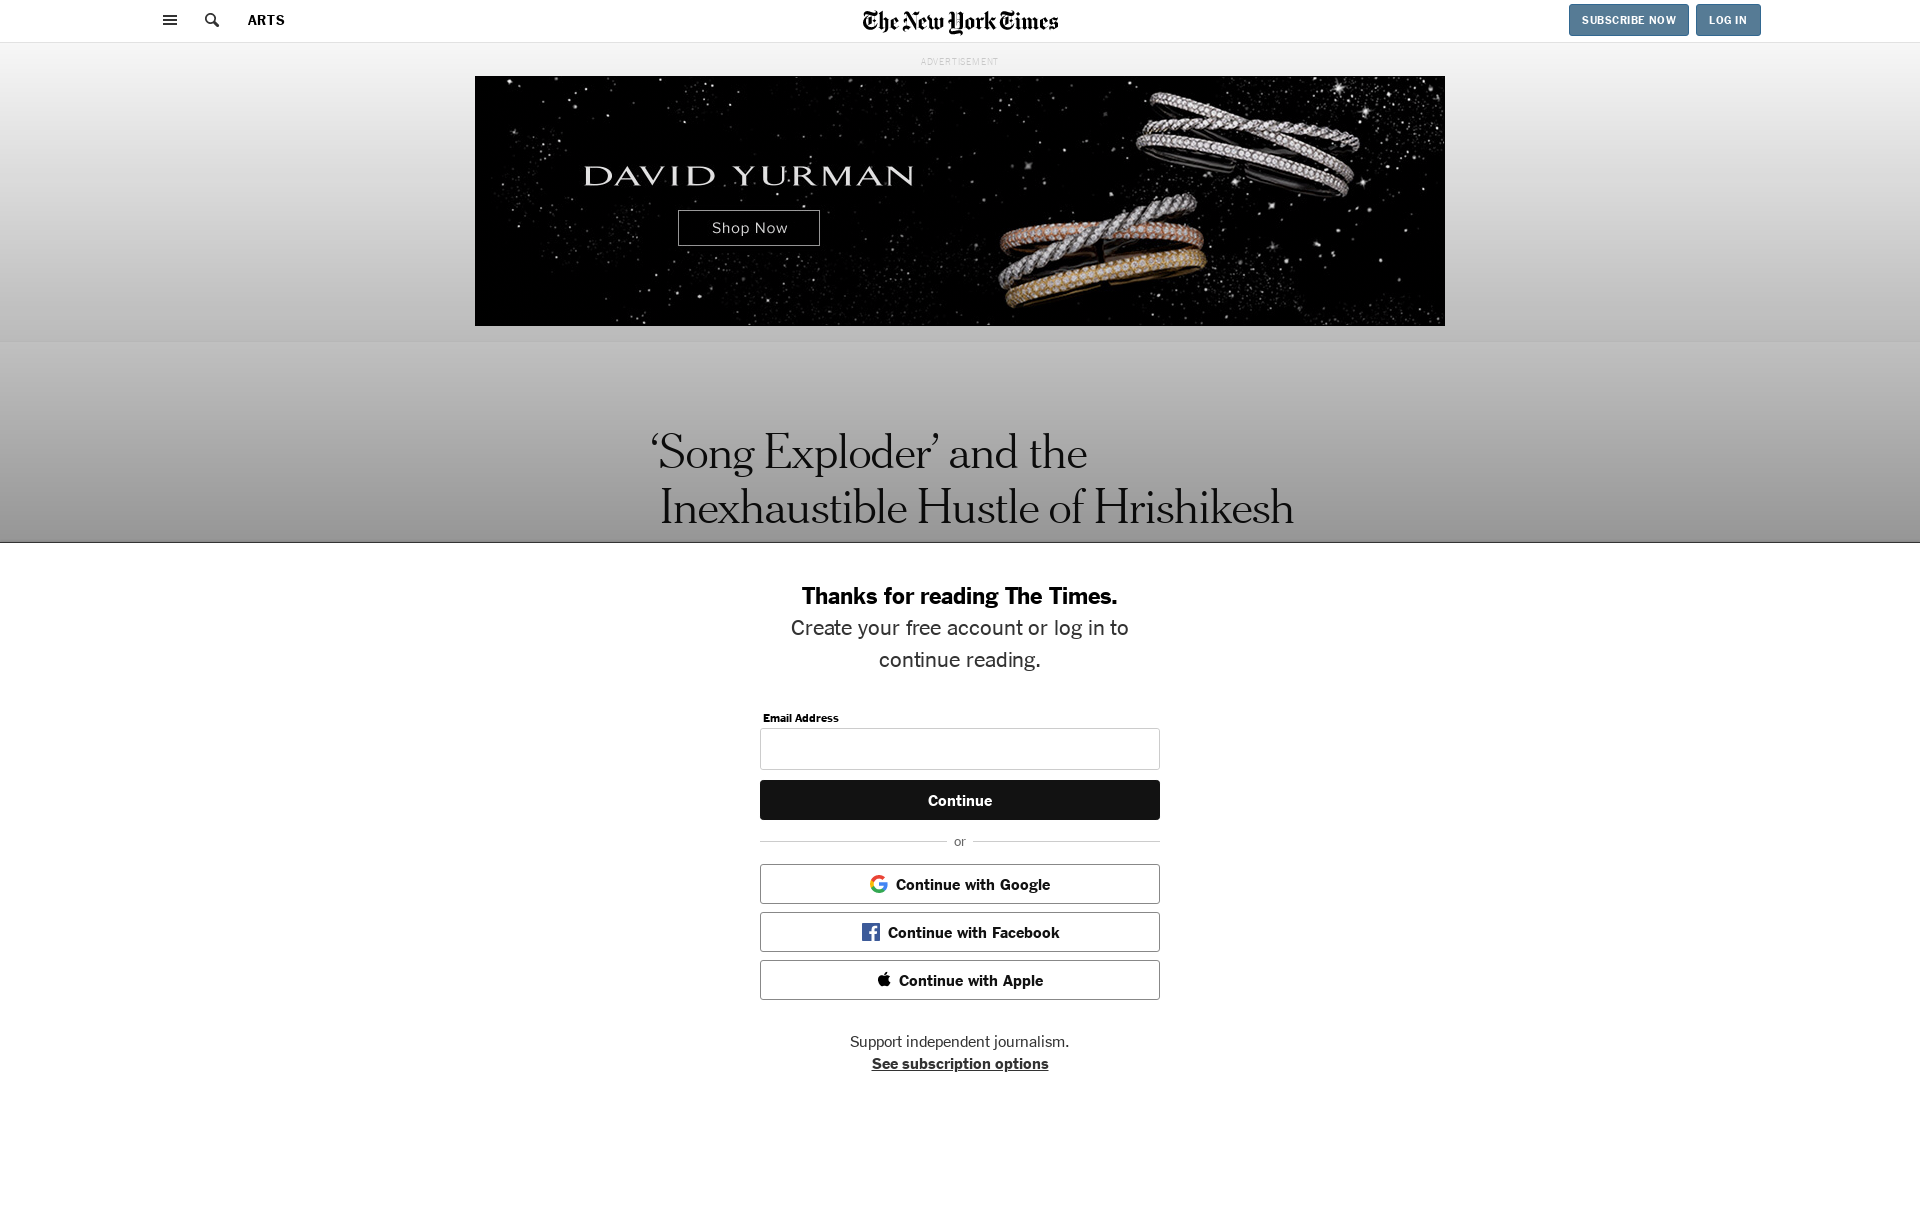 ARTS
The New York Times
SUBSCRIBE NOW
LOG IN
ADVERTISEMENT
DAVID YURMAN
Shop Now
‘Song Exploder’ and the
Inexhaustible Hustle of Hrishikesh
Thanks for reading The Times.
Create your free account or log in to
continue reading.
Email Address
Continue
or
Continue with Google
Continue with Facebook
Continue with Apple
Support independent journalism.
See subscription options